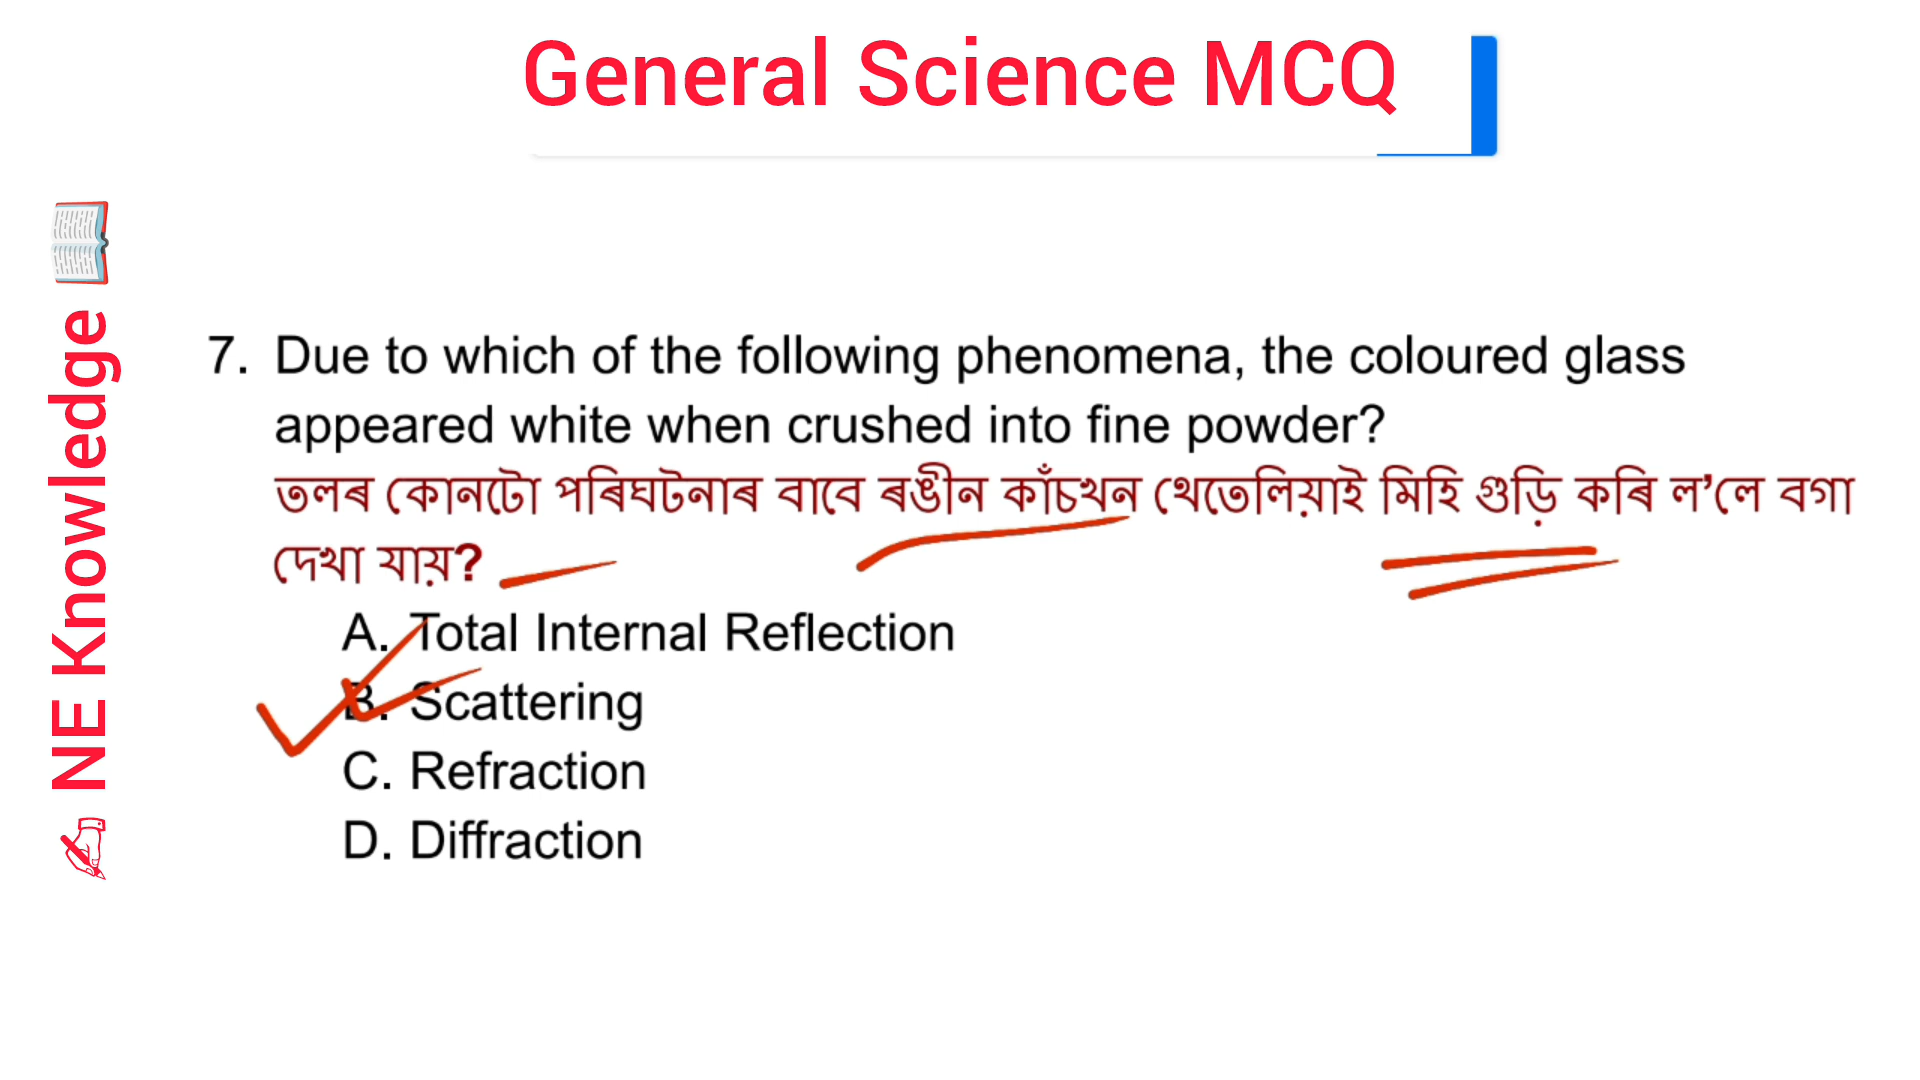 General Science MCQ
NE Knowledge
7. Due to which of the following phenomena, the coloured glass
appeared white when crushed into fine powder?
তলৰ কোনটো পৰিঘটনাৰ বাবে ৰঙীন কাঁচখন থেতেলিয়াই মিহি গুড়ি কৰি ল’লে বগা
দেখা যায়?
A. Total Internal Reflection
B. Scattering
C. Refraction
D. Diffraction